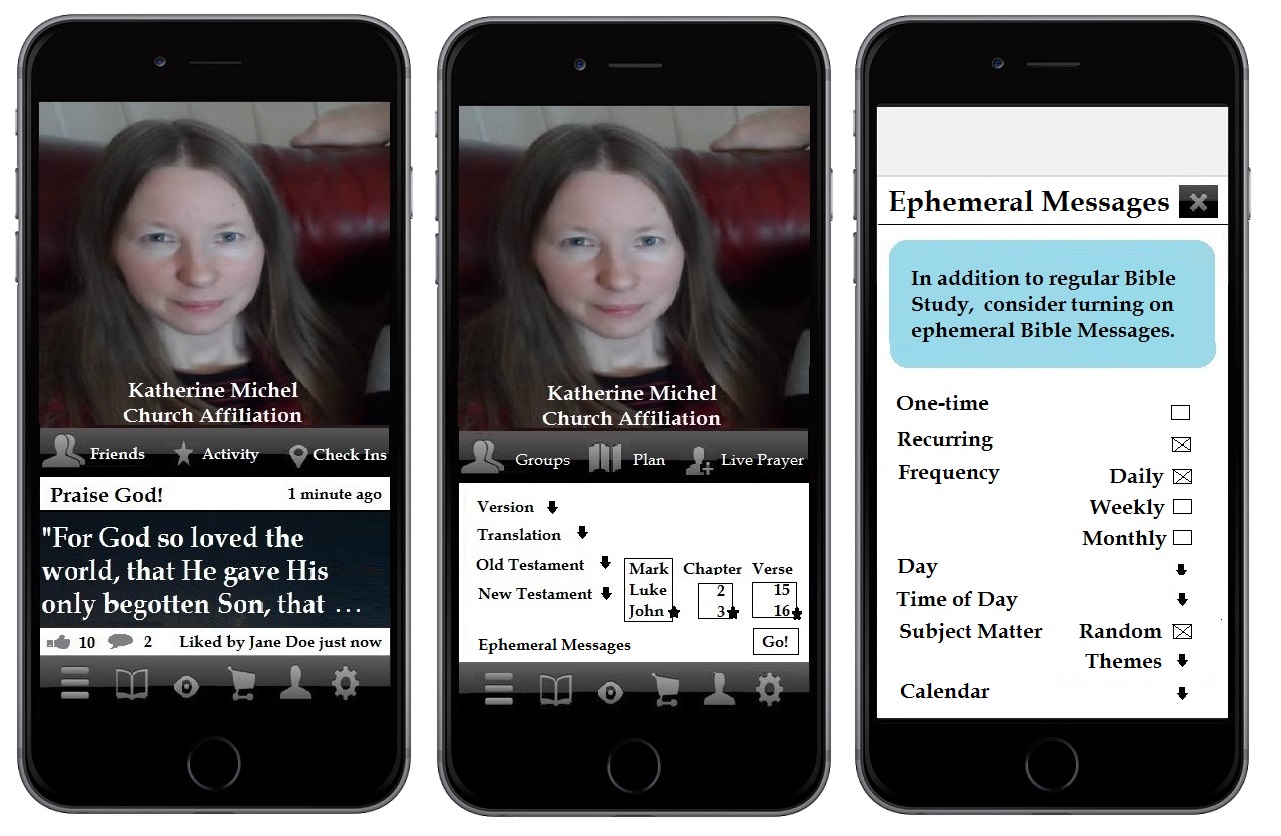 Katherine Michel
Church Affiliation
Friends Activity Check Ins
Praise God! 1 minute ago
"For God so loved the
world, that He gave His
only begotten Son, that ...
10 2 Liked by Jane Doe just now
Katherine Michel
Church Affiliation
Groups Plan Live Prayer
Version
Translation
Old Testament Mark Chapter Verse
Luke 2 15
New Testament John 3 16
Ephemeral Messages Go!
Ephemeral Messages
In addition to regular Bible
Study, consider turning on
ephemeral Bible Messages.
One-time
Recurring
Frequency Daily
Weekly
Monthly
Day
Time of Day
Subject Matter Random
Themes
Calendar